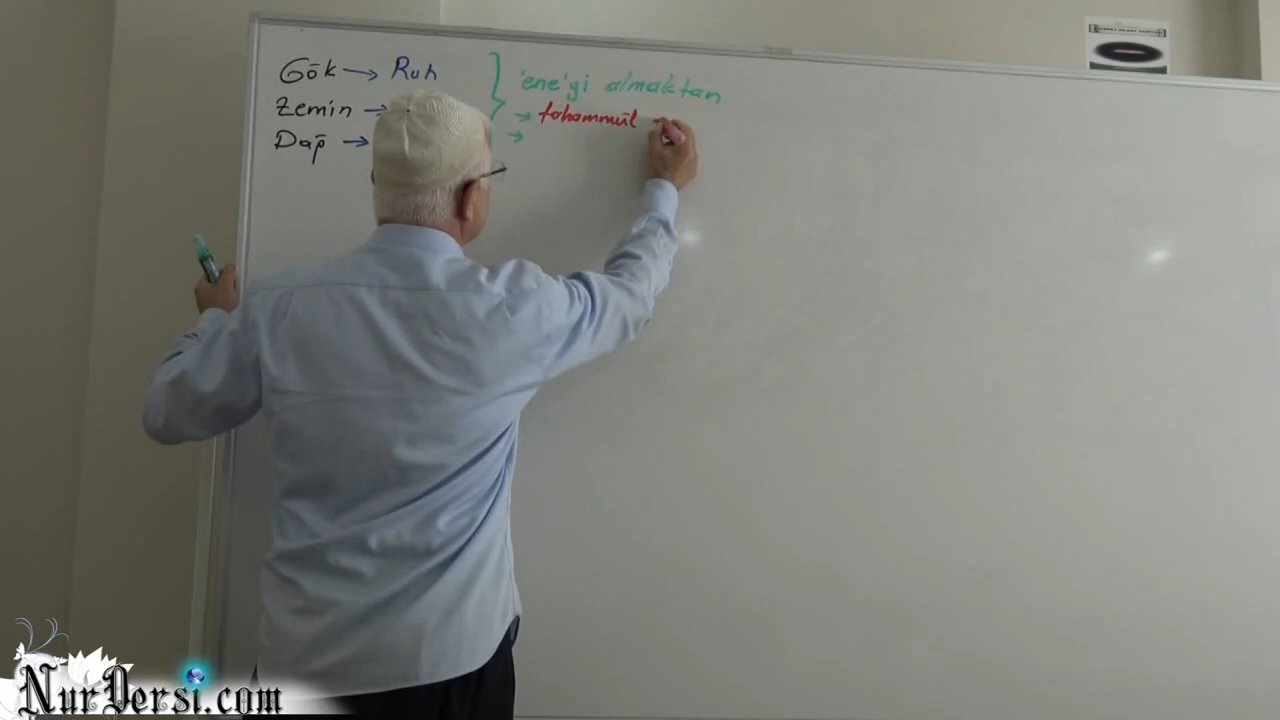 Gök → Ruh
Zemin →
Dağ →
'ene'yi almaktan
→ tahammül →
→
NurDersi.com